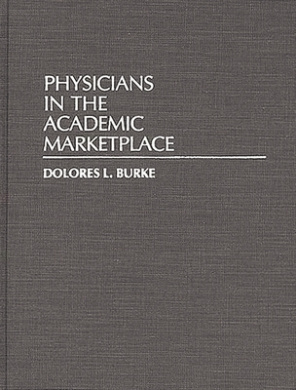 PHYSICIANS
IN THE
ACADEMIC
MARKETPLACE
DOLORES L. BURKE